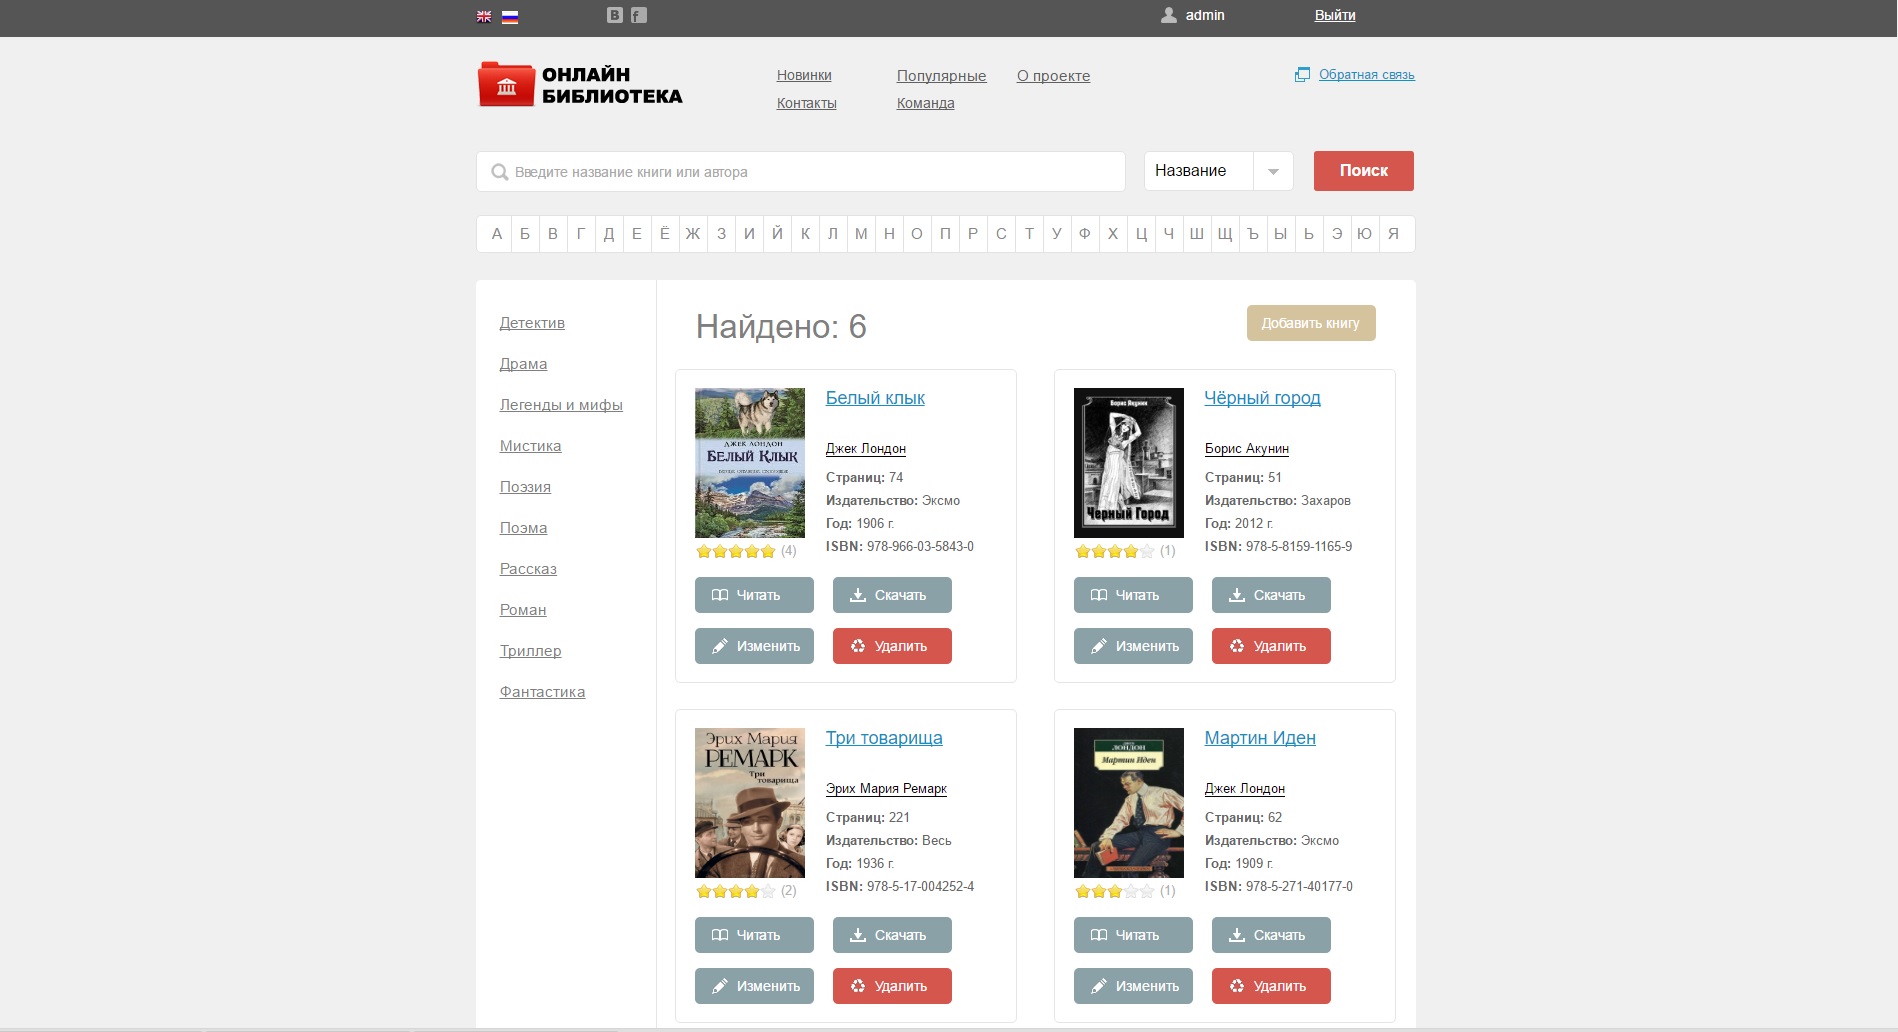 admin
Выйти
ОНЛАЙН
БИБЛИОТЕКА
Новинки
Популярные
О проекте
Контакты
Команда
Обратная связь
Введите название книги или автора
Название
Поиск
А Б В Г Д Е Ё Ж З И Й К Л М Н О П Р С Т У Ф Х Ц Ч Ш Щ Ъ Ы Ь Э Ю Я
Детектив
Драма
Легенды и мифы
Мистика
Поэзия
Поэма
Рассказ
Роман
Триллер
Фантастика
Найдено: 6
Добавить книгу
ДЖЕК ЛОНДОН
БЕЛЫЙ КЛЫК
(4)
Белый клык
Джек Лондон
Страниц: 74
Издательство: Эксмо
Год: 1906 г.
ISBN: 978-966-03-5843-0
Читать
Скачать
Изменить
Удалить
Борис Акунин
Черный Город
(1)
Чёрный город
Борис Акунин
Страниц: 51
Издательство: Захаров
Год: 2012 г.
ISBN: 978-5-8159-1165-9
Читать
Скачать
Изменить
Удалить
Эрих Мария
РЕМАРК
Три
товарища
(2)
Три товарища
Эрих Мария Ремарк
Страниц: 221
Издательство: Весь
Год: 1936 г.
ISBN: 978-5-17-004252-4
Читать
Скачать
Изменить
Удалить
ЛОНДОН
Мартин Иден
(1)
Мартин Иден
Джек Лондон
Страниц: 62
Издательство: Эксмо
Год: 1909 г.
ISBN: 978-5-271-40177-0
Читать
Скачать
Изменить
Удалить